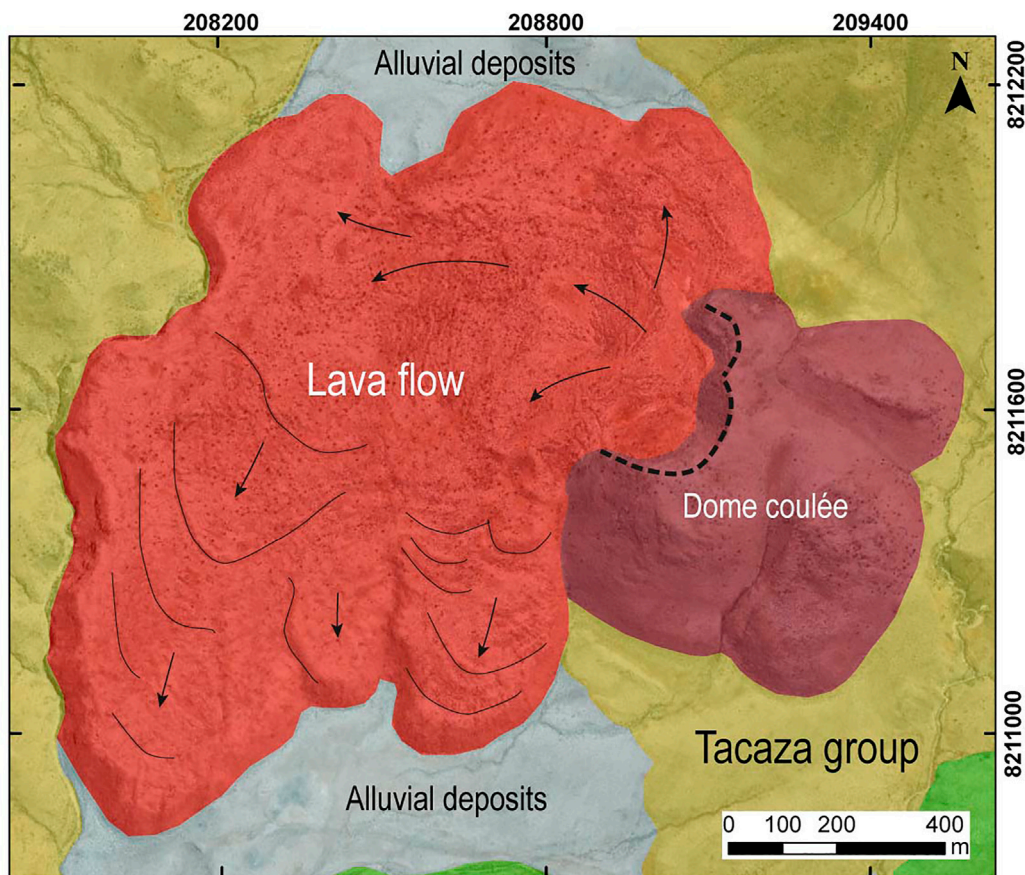 208200 208800 209400
Alluvial deposits
N
8212200
Lava flow
8211600
Dome coulée
8211000
Tacaza group
Alluvial deposits
0 100 200 400
m